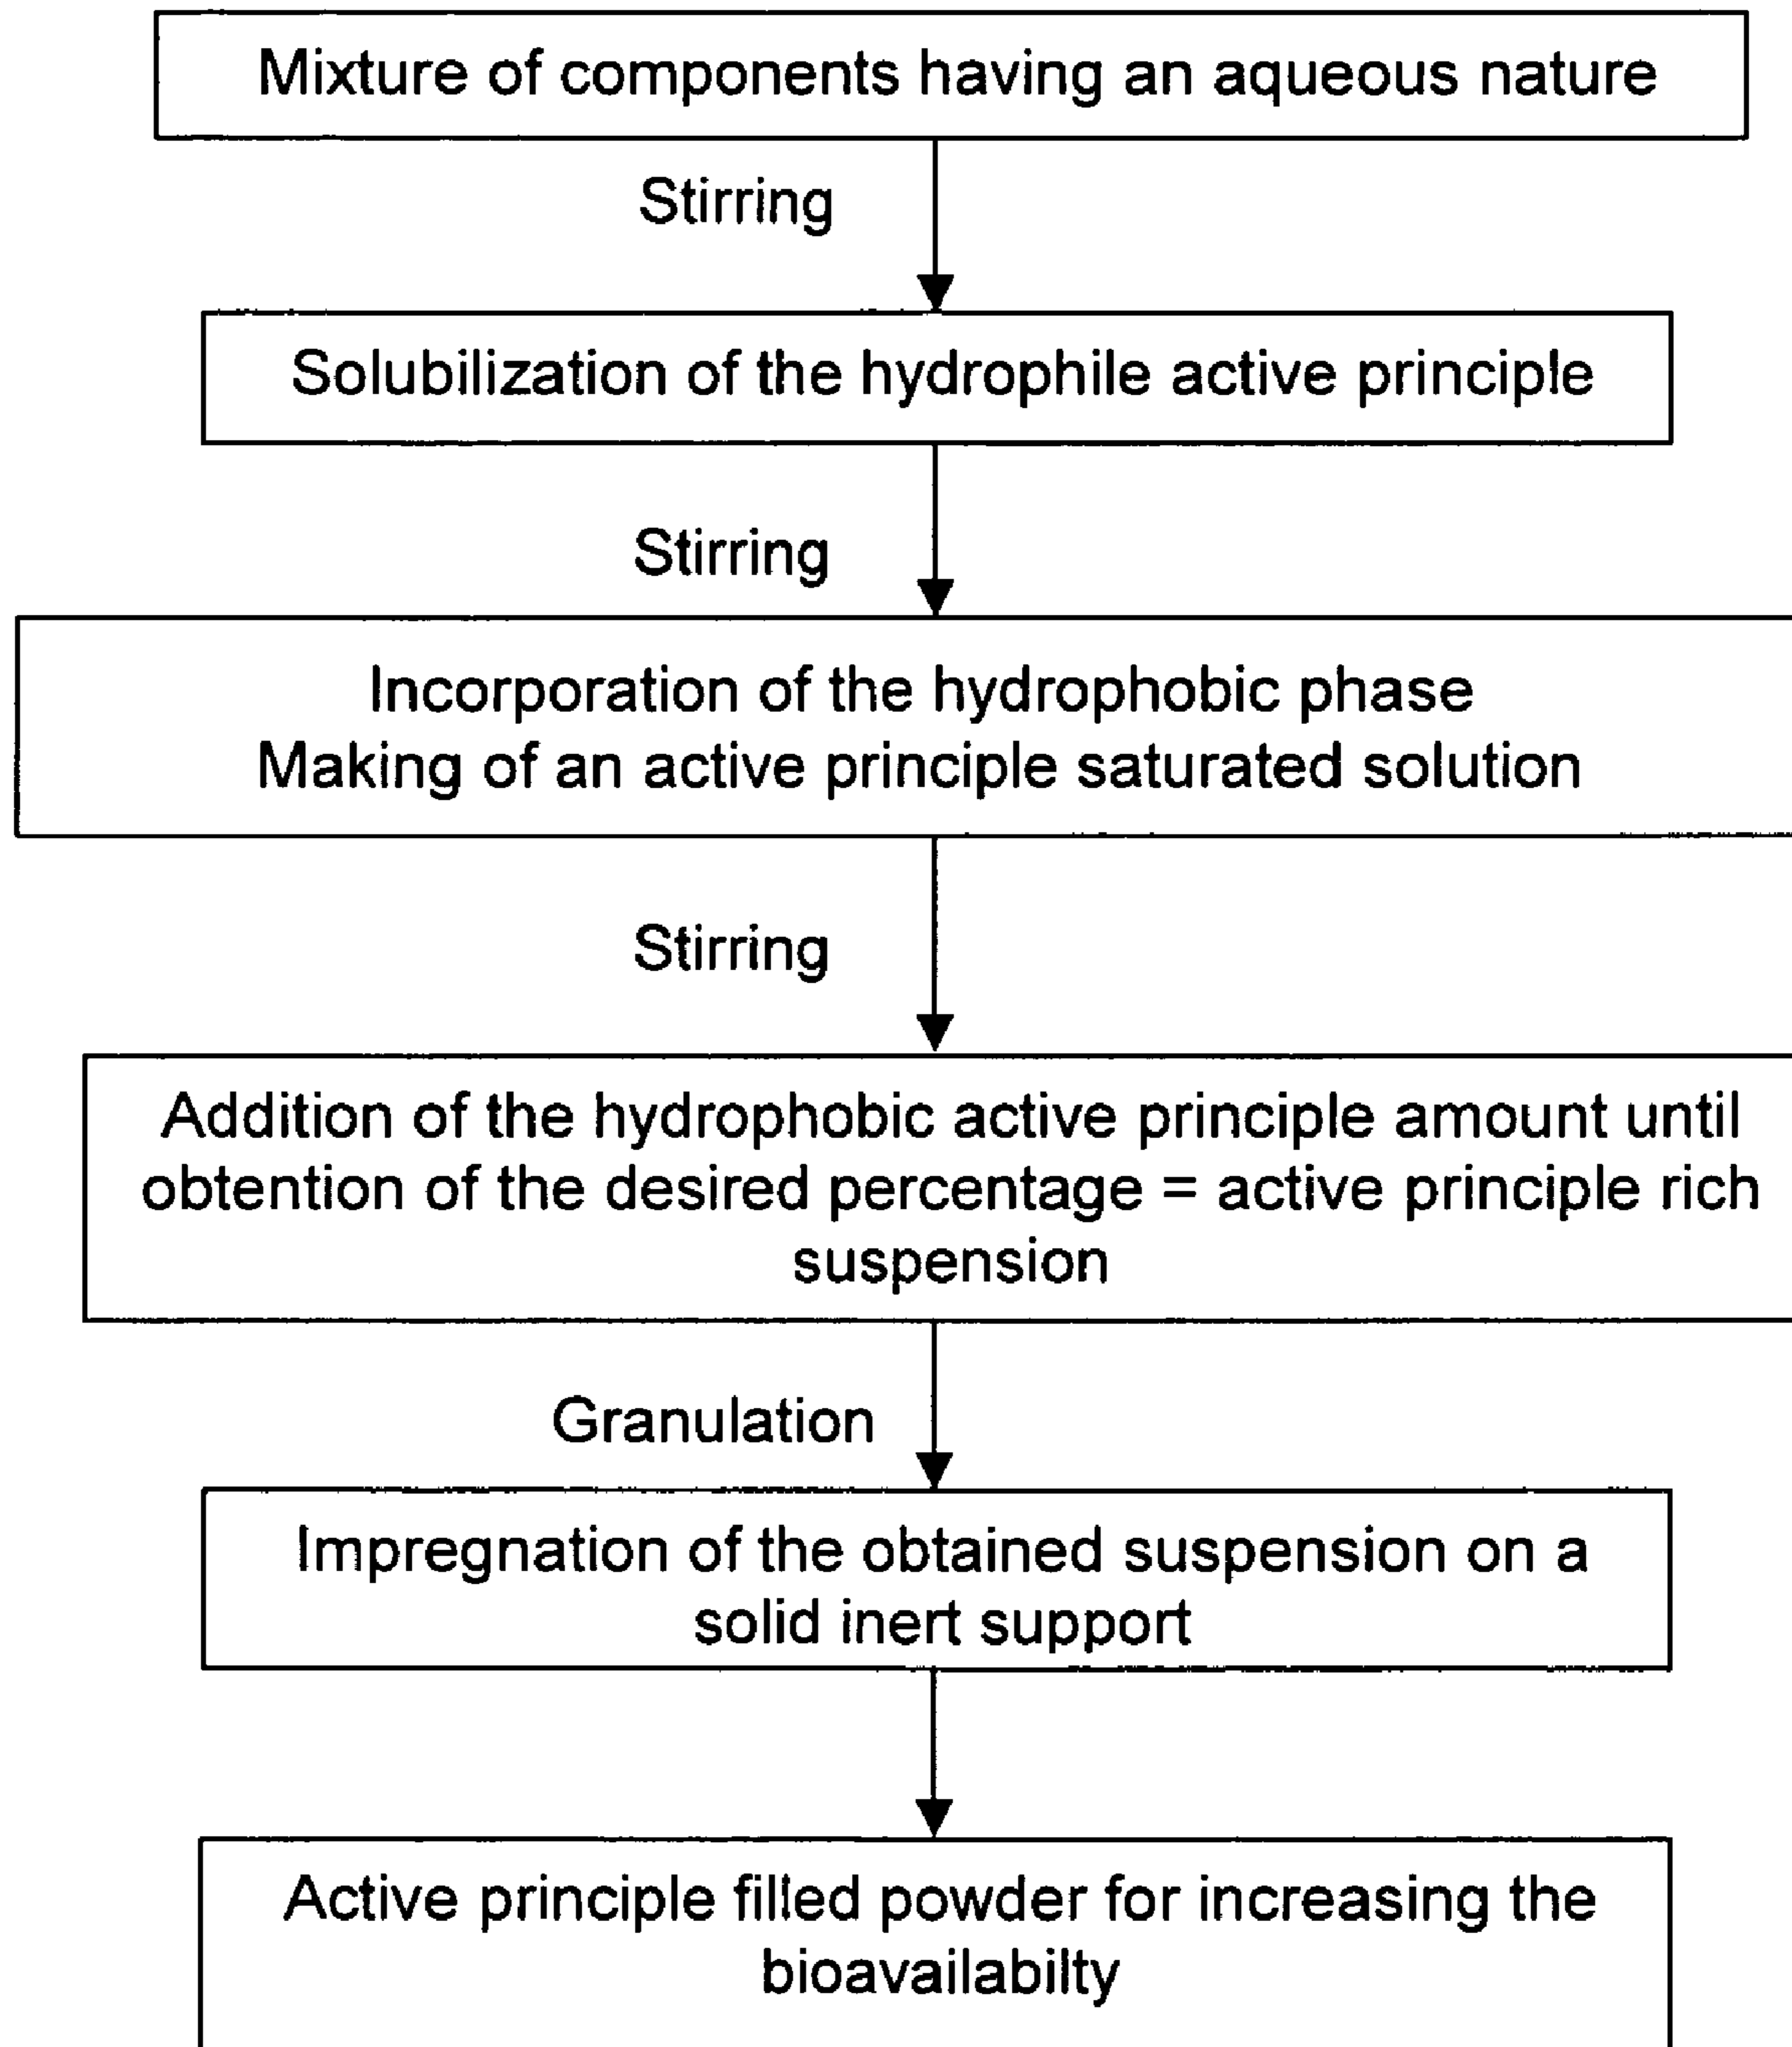 Mixture of components having an aqueous nature
Stirring
Solubilization of the hydrophile active principle
Stirring
Incorporation of the hydrophobic phase
Making of an active principle saturated solution
Stirring
Addition of the hydrophobic active principle amount until
obtention of the desired percentage = active principle rich
suspension
Granulation
Impregnation of the obtained suspension on a
solid inert support
Active principle filled powder for increasing the
bioavailabilty